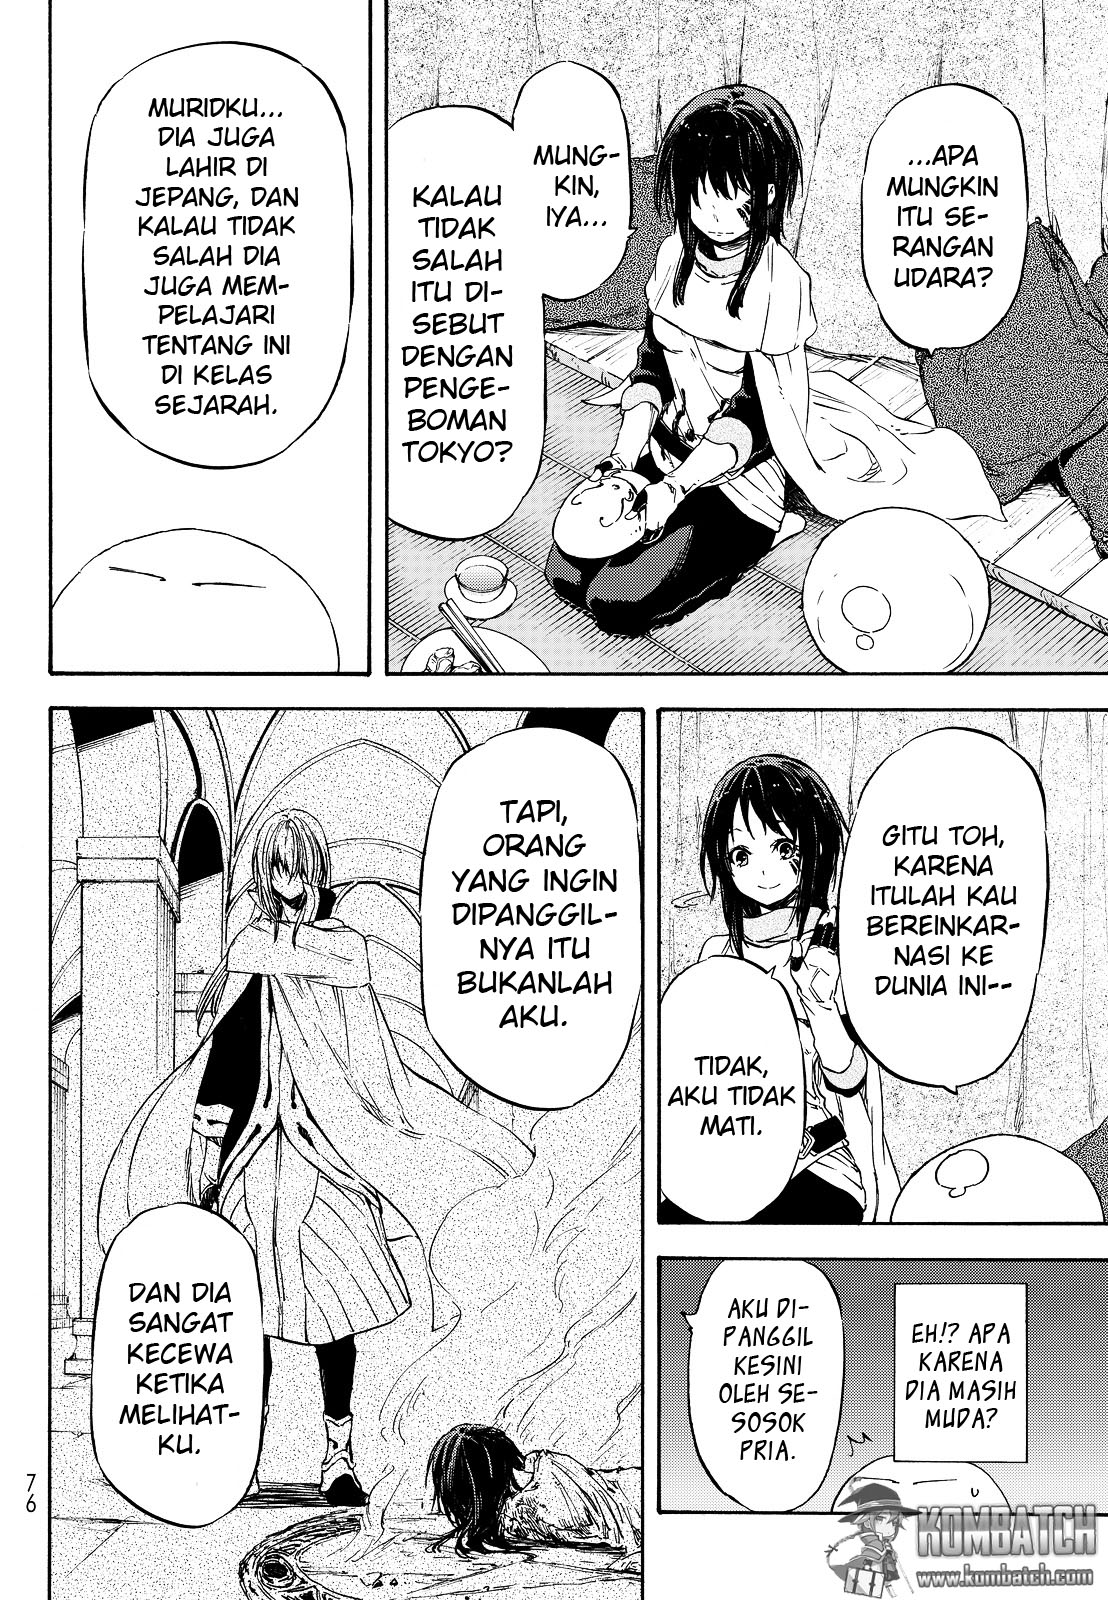 ...APA
MUNGKIN
ITU SE-
RANGAN
UDARA?
MUNG-
KIN,
IYA...
KALAU
TIDAK
SALAH
ITU DI-
SEBUT
DENGAN
PENGE-
BOMAN
TOKYO?
MURIDKU...
DIA JUGA
LAHIR DI
JEPANG, DAN
KALAU TIDAK
SALAH DIA
JUGA MEM-
PELAJARI
TENTANG INI
DI KELAS
SEJARAH.
GITU TOH,
KARENA
ITULAH KAU
BEREINKAR-
NASI KE
DUNIA INI--
TIDAK,
AKU TIDAK
MATI.
EH!? APA
KARENA
DIA MASIH
MUDA?
AKU DI-
PANGGIL
KESINI
OLEH SE-
SOSOK
PRIA.
TAPI,
ORANG
YANG INGIN
DIPANGGIL-
NYA ITU
BUKANLAH
AKU.
DAN DIA
SANGAT
KECEWA
KETIKA
MELIHAT-
KU.
76
KOMBATCH
www.kombatch.com